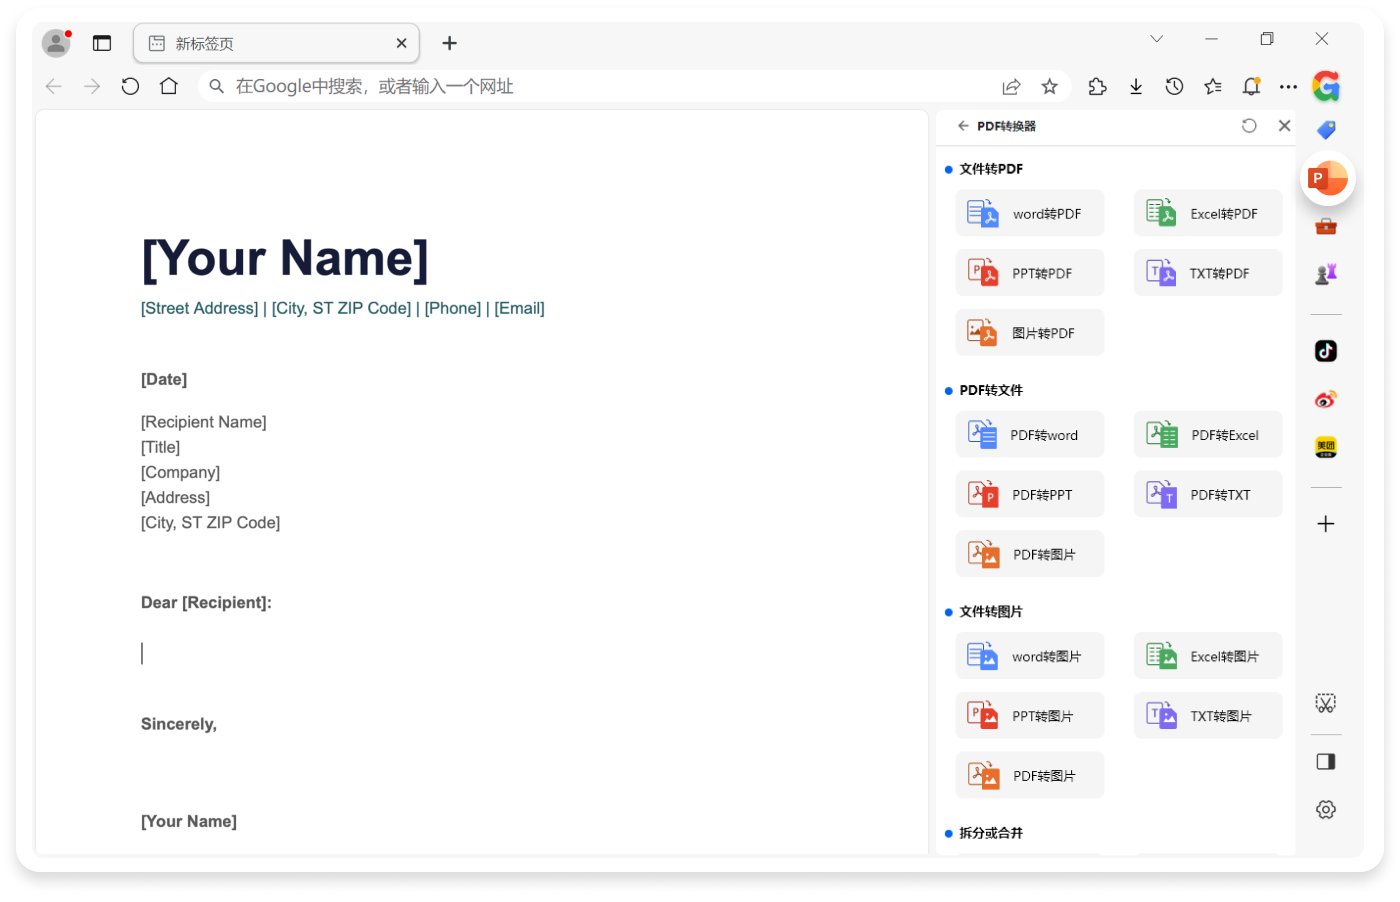 新标签页
在Google中搜索，或者输入一个网址
[Your Name]
[Street Address] | [City, ST ZIP Code] | [Phone] | [Email]
[Date]
[Recipient Name]
[Title]
[Company]
[Address]
[City, ST ZIP Code]
Dear [Recipient]:
Sincerely,
[Your Name]
PDF转换器
文件转PDF
word转PDF
Excel转PDF
PPT转PDF
TXT转PDF
图片转PDF
PDF转文件
PDF转word
PDF转Excel
PDF转PPT
PDF转TXT
PDF转图片
文件转图片
word转图片
Excel转图片
PPT转图片
TXT转图片
PDF转图片
拆分或合并
P
美团